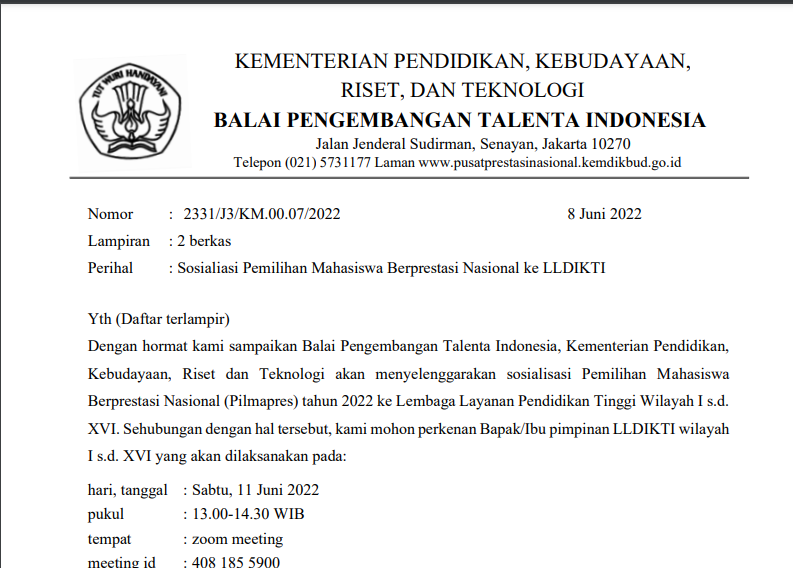 TUT WURI HANDAYANI
KEMENTERIAN PENDIDIKAN, KEBUDAYAAN,
RISET, DAN TEKNOLOGI
BALAI PENGEMBANGAN TALENTA INDONESIA
Jalan Jenderal Sudirman, Senayan, Jakarta 10270
Telepon (021) 5731177 Laman www.pusatprestasinasional.kemdikbud.go.id
Nomor : 2331/J3/KM.00.07/2022 8 Juni 2022
Lampiran : 2 berkas
Perihal : Sosialiasi Pemilihan Mahasiswa Berprestasi Nasional ke LLDIKTI
Yth (Daftar terlampir)
Dengan hormat kami sampaikan Balai Pengembangan Talenta Indonesia, Kementerian Pendidikan,
Kebudayaan, Riset dan Teknologi akan menyelenggarakan sosialisasi Pemilihan Mahasiswa
Berprestasi Nasional (Pilmapres) tahun 2022 ke Lembaga Layanan Pendidikan Tinggi Wilayah I s.d.
XVI. Sehubungan dengan hal tersebut, kami mohon perkenan Bapak/Ibu pimpinan LLDIKTI wilayah
I s.d. XVI yang akan dilaksanakan pada:
hari, tanggal : Sabtu, 11 Juni 2022
pukul : 13.00-14.30 WIB
tempat : zoom meeting
meeting id : 408 185 5900